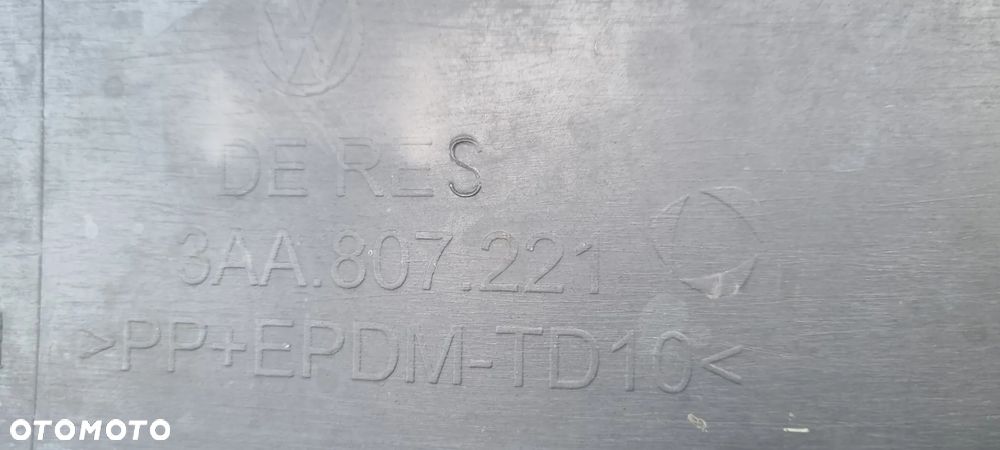 DE RES
3AA.807.221
>PP+EPDM-TD10<
OTOMOTO